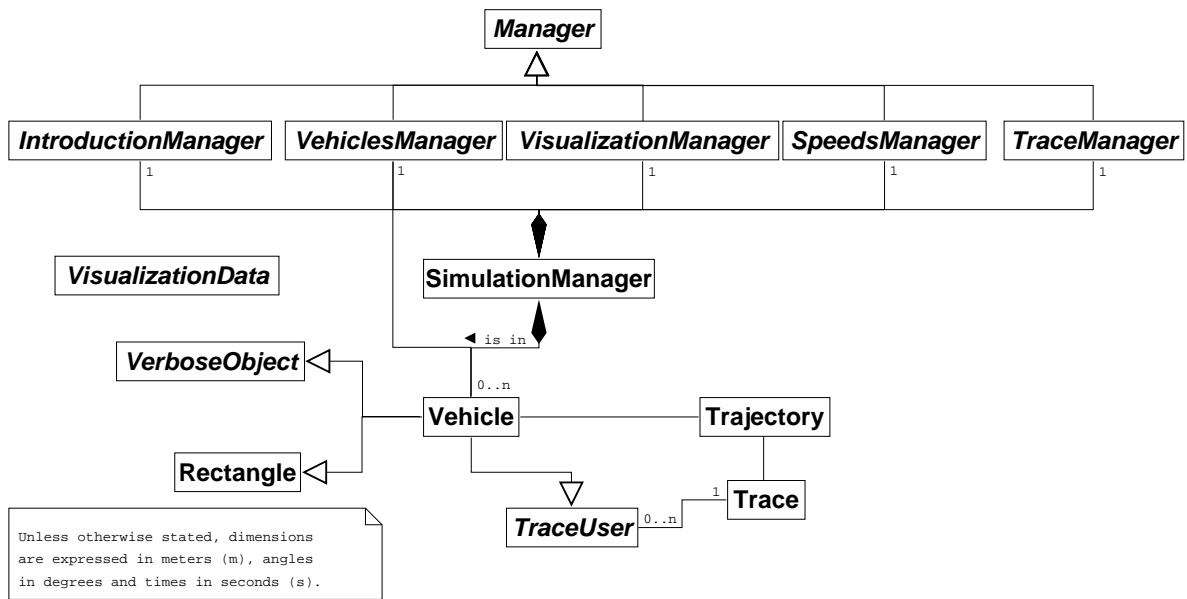 Manager
IntroductionManager
VehiclesManager
VisualizationManager
SpeedsManager
TraceManager
1
1
1
1
1
VisualizationData
SimulationManager
◄ is in
VerboseObject
0..n
Vehicle
Trajectory
Rectangle
1
Trace
0..n
TraceUser
Unless otherwise stated, dimensions
are expressed in meters (m), angles
in degrees and times in seconds (s).